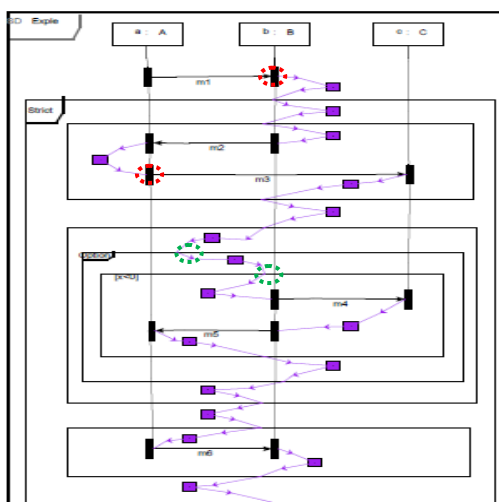 SD Exple
a : A
b : B
c : C
m1
Strict
m2
m3
Option
[x<0]
m4
m5
m6